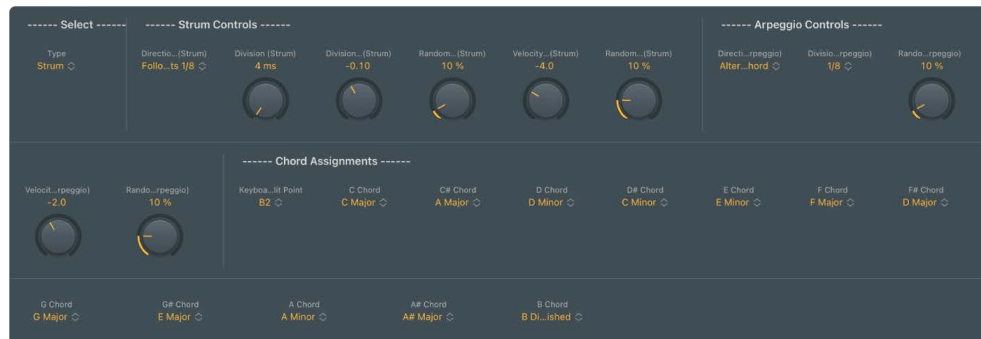 ------ Select ------
------ Strum Controls ------
------ Arpeggio Controls ------
Type
Directio...(Strum)
Division (Strum)
Division...(Strum)
Random...(Strum)
Velocity...(Strum)
Random...(Strum)
Directi...rpeggio)
Divisio...rpeggio)
Rando...rpeggio)
Strum
Follo...ts 1/8
4 ms
-0.10
10 %
-4.0
10 %
Alter...hord
1/8
10 %
------ Chord Assignments ------
Velocit...rpeggio)
Rando...rpeggio)
Keyboa...lit Point
C Chord
C# Chord
D Chord
D# Chord
E Chord
F Chord
F# Chord
-2.0
10 %
B2
C Major
A Major
D Minor
C Minor
E Minor
F Major
D Major
G Chord
G# Chord
A Chord
A# Chord
B Chord
G Major
E Major
A Minor
A# Major
B Di...ished